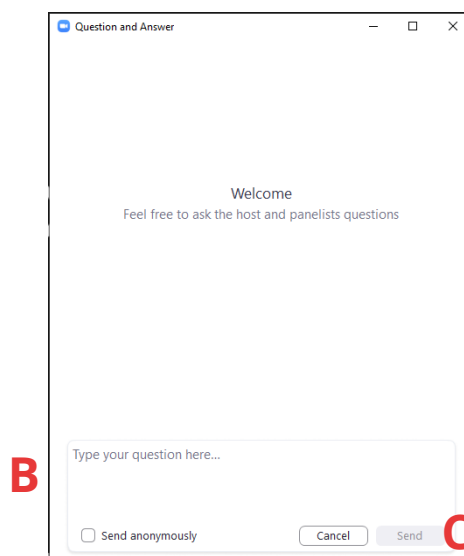 Question and Answer
Welcome
Feel free to ask the host and panelists questions
B
Type your question here...
Send anonymously Cancel Send